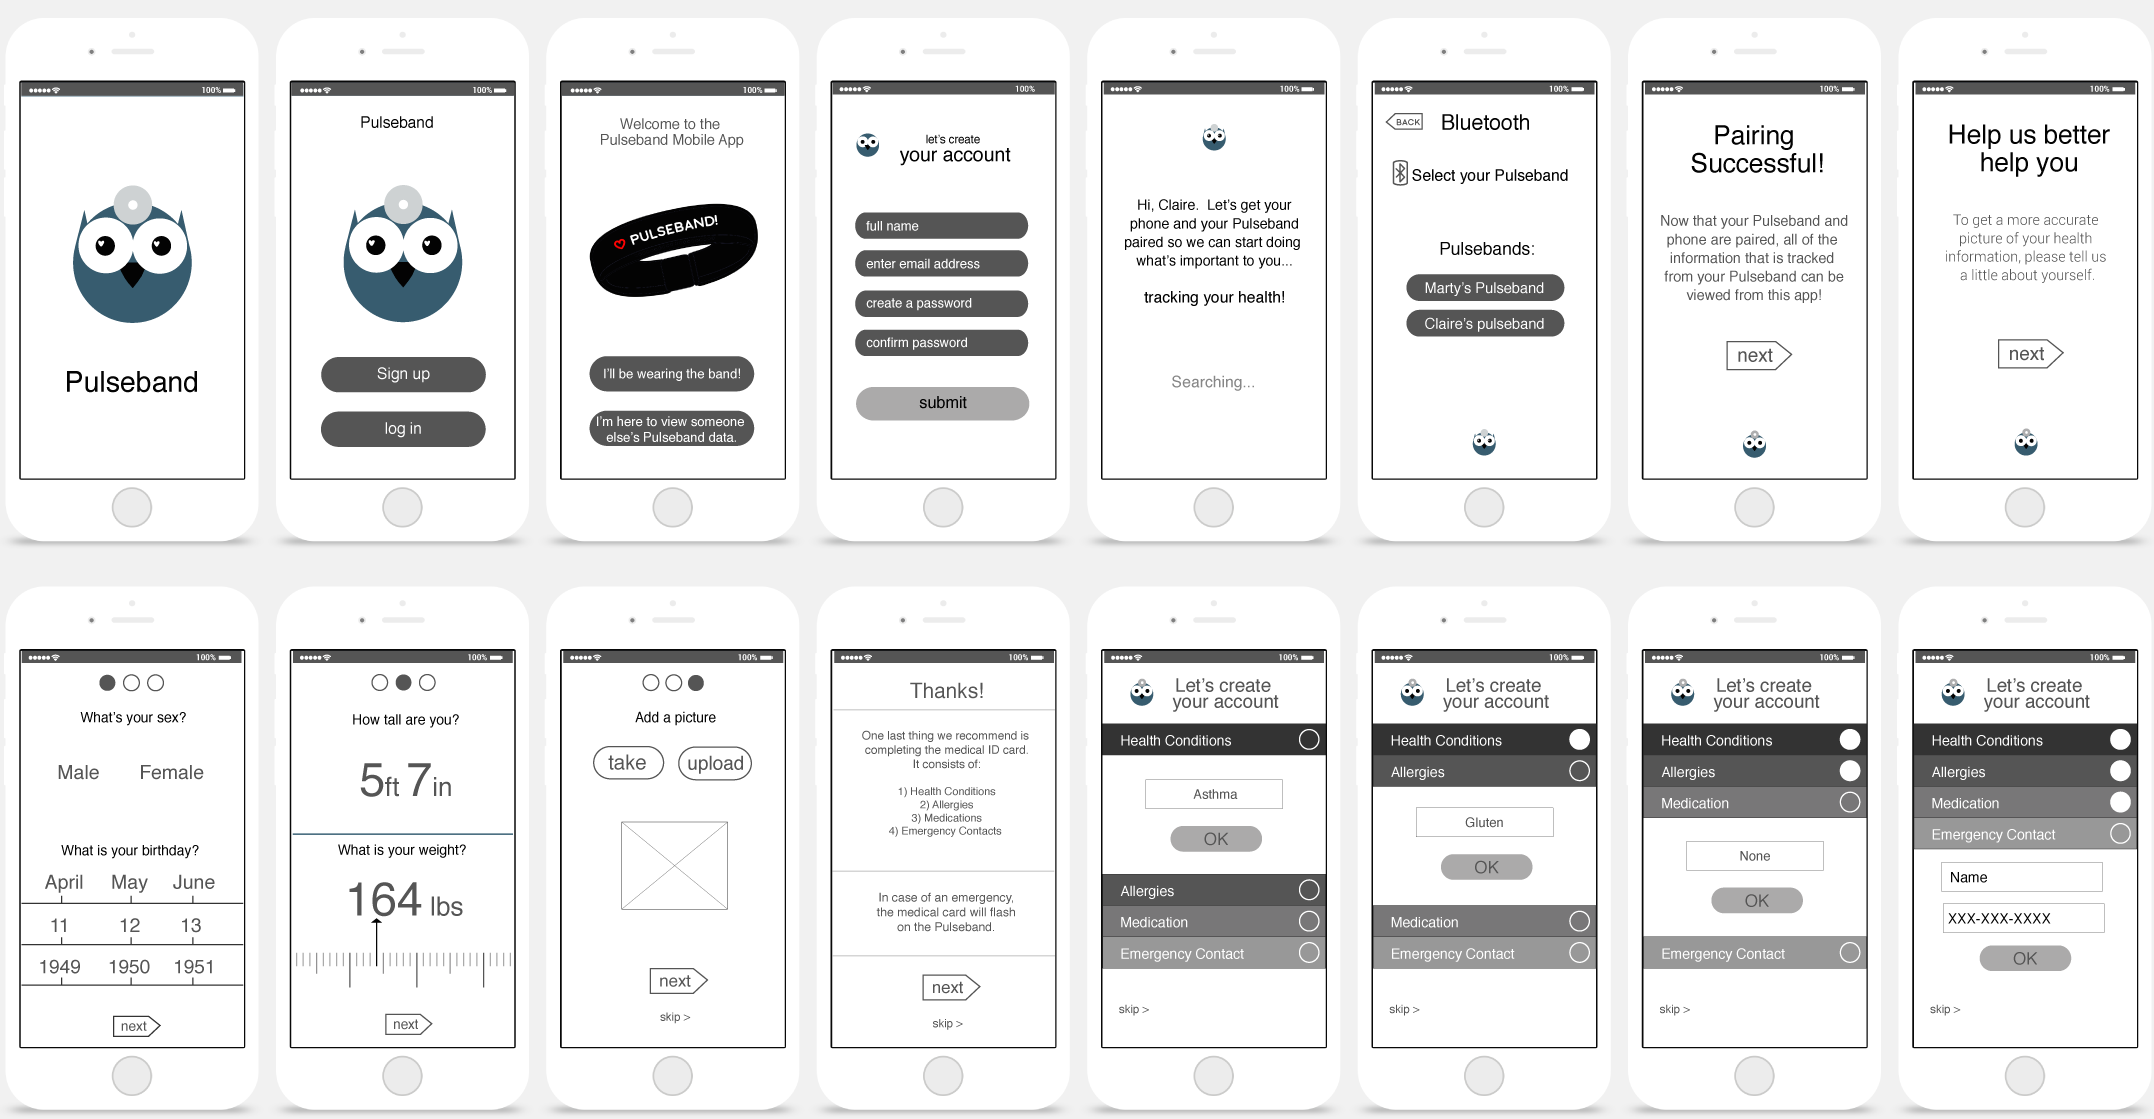 100%
Pulseband
100%
Pulseband
Sign up
log in
100%
Welcome to the
Pulseband Mobile App
PULSEBAND!
I'll be wearing the band!
I'm here to view someone
else's Pulseband data.
100%
let's create
your account
full name
enter email address
create a password
confirm password
submit
100%
Hi, Claire. Let's get your
phone and your Pulseband
paired so we can start doing
what's important to you...
tracking your health!
Searching...
100%
BACK
Bluetooth
Select your Pulseband
Pulsebands:
Marty's Pulseband
Claire's pulseband
100%
Pairing
Successful!
Now that your Pulseband and
phone are paired, all of the
information that is tracked
from your Pulseband can be
viewed from this app!
next
100%
Help us better
help you
To get a more accurate
picture of your health
information, please tell us
a little about yourself.
next
100%
What's your sex?
Male Female
What is your birthday?
April May June
11 12 13
1949 1950 1951
next
100%
How tall are you?
5ft 7in
What is your weight?
164 lbs
next
100%
Add a picture
take upload
next
skip >
100%
Thanks!
One last thing we recommend is
completing the medical ID card.
It consists of:
1) Health Conditions
2) Allergies
3) Medications
4) Emergency Contacts
In case of an emergency,
the medical card will flash
on the Pulseband.
next
skip >
100%
Let's create
your account
Health Conditions
Asthma
OK
Allergies
Medication
Emergency Contact
skip >
100%
Let's create
your account
Health Conditions
Allergies
Gluten
OK
Medication
Emergency Contact
skip >
100%
Let's create
your account
Health Conditions
Allergies
Medication
None
OK
Emergency Contact
skip >
100%
Let's create
your account
Health Conditions
Allergies
Medication
Emergency Contact
Name
XXX-XXX-XXXX
OK
skip >